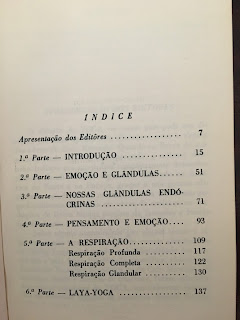 ÍNDICE
Apresentação dos Editôres .................. 7
1.ª Parte — INTRODUÇÃO .................. 15
2.ª Parte — EMOÇÃO E GLÂNDULAS...... 51
3.ª Parte — NOSSAS GLÂNDULAS ENDÓ-
CRINAS .................. 71
4.ª Parte — PENSAMENTO E EMOÇÃO.... 93
5.ª Parte — A RESPIRAÇÃO ............... 109
Respiração Profunda ........ 117
Respiração Completa ........ 122
Respiração Glandular ....... 130
6.ª Parte — LAYA-YOGA .................. 137